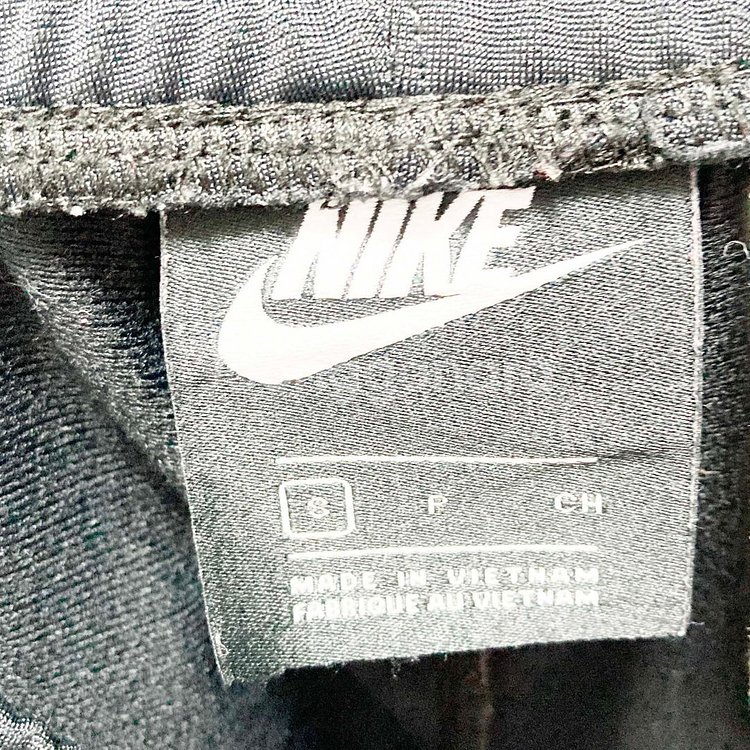 NIKE
S P CH
MADE IN VIETNAM
FABRIQUE AU VIETNAM